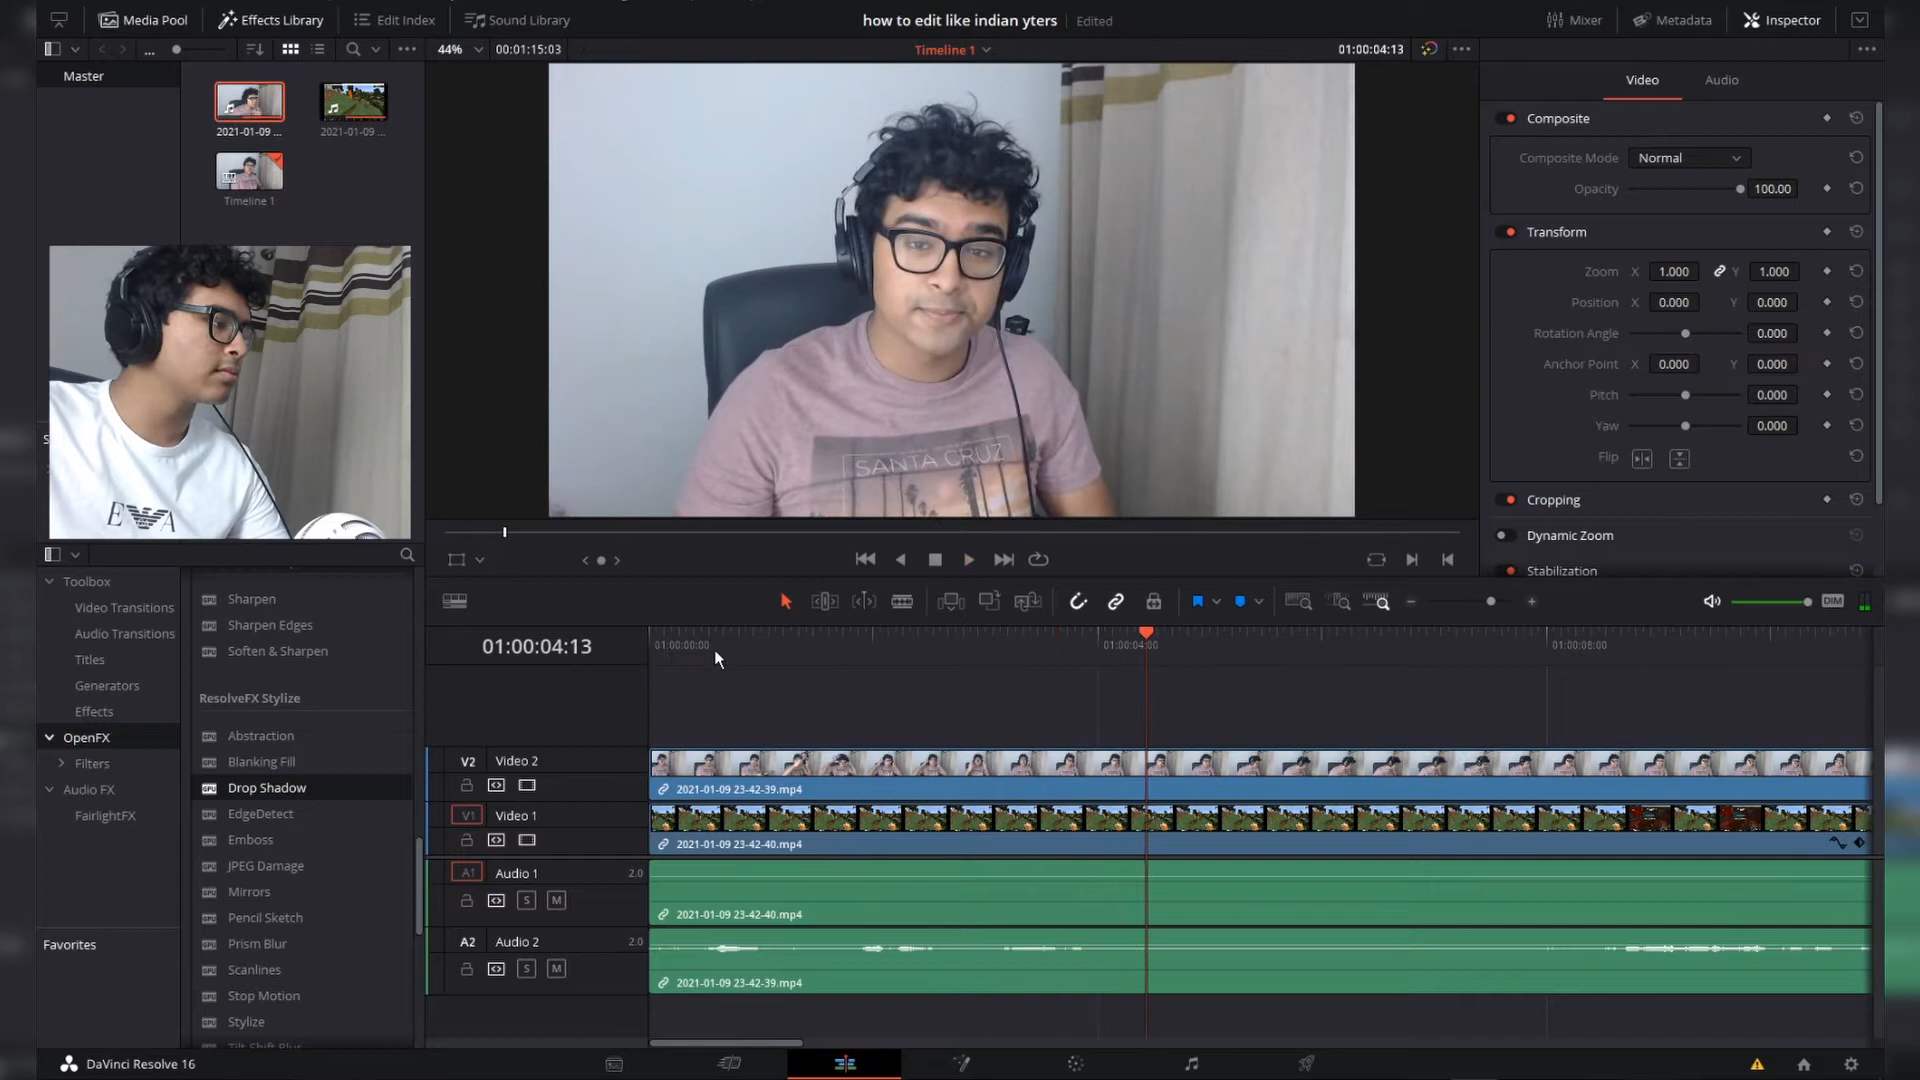 Media Pool
Effects Library
Edit Index
Sound Library
how to edit like indian yters
Edited
Mixer
Metadata
Inspector
...
44%
00:01:15:03
Timeline 1
01:00:04:13
Master
2021-01-09 ...
2021-01-09 ...
Timeline 1
SANTA CRUZ
Video
Audio
Composite
Composite Mode
Normal
Opacity
100.00
Transform
Zoom X 1.000 Y 1.000
Position X 0.000 Y 0.000
Rotation Angle 0.000
Anchor Point X 0.000 Y 0.000
Pitch 0.000
Yaw 0.000
Flip
Cropping
Dynamic Zoom
Stabilization
Toolbox
Video Transitions
Audio Transitions
Titles
Generators
Effects
OpenFX
Filters
Audio FX
FairlightFX
Favorites
Sharpen
Sharpen Edges
Soften & Sharpen
ResolveFX Stylize
Abstraction
Blanking Fill
Drop Shadow
EdgeDetect
Emboss
JPEG Damage
Mirrors
Pencil Sketch
Prism Blur
Scanlines
Stop Motion
Stylize
Tilt-Shift Blur
DIM
01:00:04:13
01:00:00:00
01:00:04:00
01:00:08:00
V2 Video 2
2021-01-09 23-42-39.mp4
V1 Video 1
2021-01-09 23-42-40.mp4
A1 Audio 1 2.0
S M
2021-01-09 23-42-40.mp4
A2 Audio 2 2.0
S M
2021-01-09 23-42-39.mp4
DaVinci Resolve 16